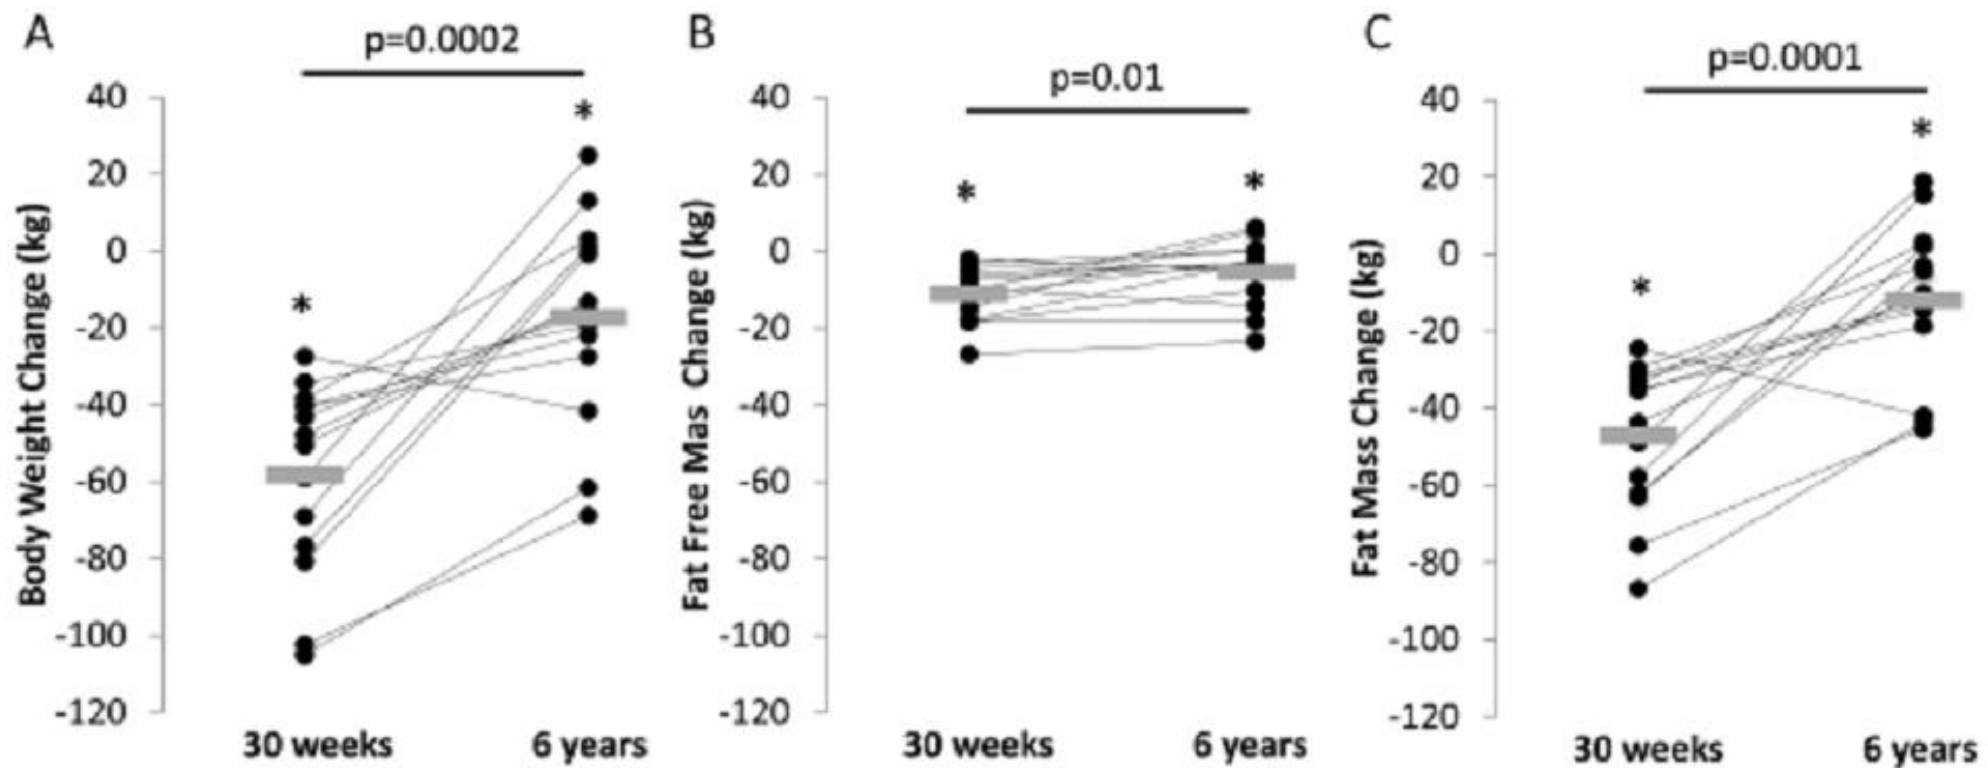 A
p=0.0002
*
*
40
20
0
-20
-40
-60
-80
-100
-120
Body Weight Change (kg)
30 weeks
6 years
B
p=0.01
*
*
40
20
0
-20
-40
-60
-80
-100
-120
Fat Free Mas Change (kg)
30 weeks
6 years
C
p=0.0001
*
*
40
20
0
-20
-40
-60
-80
-100
-120
Fat Mass Change (kg)
30 weeks
6 years